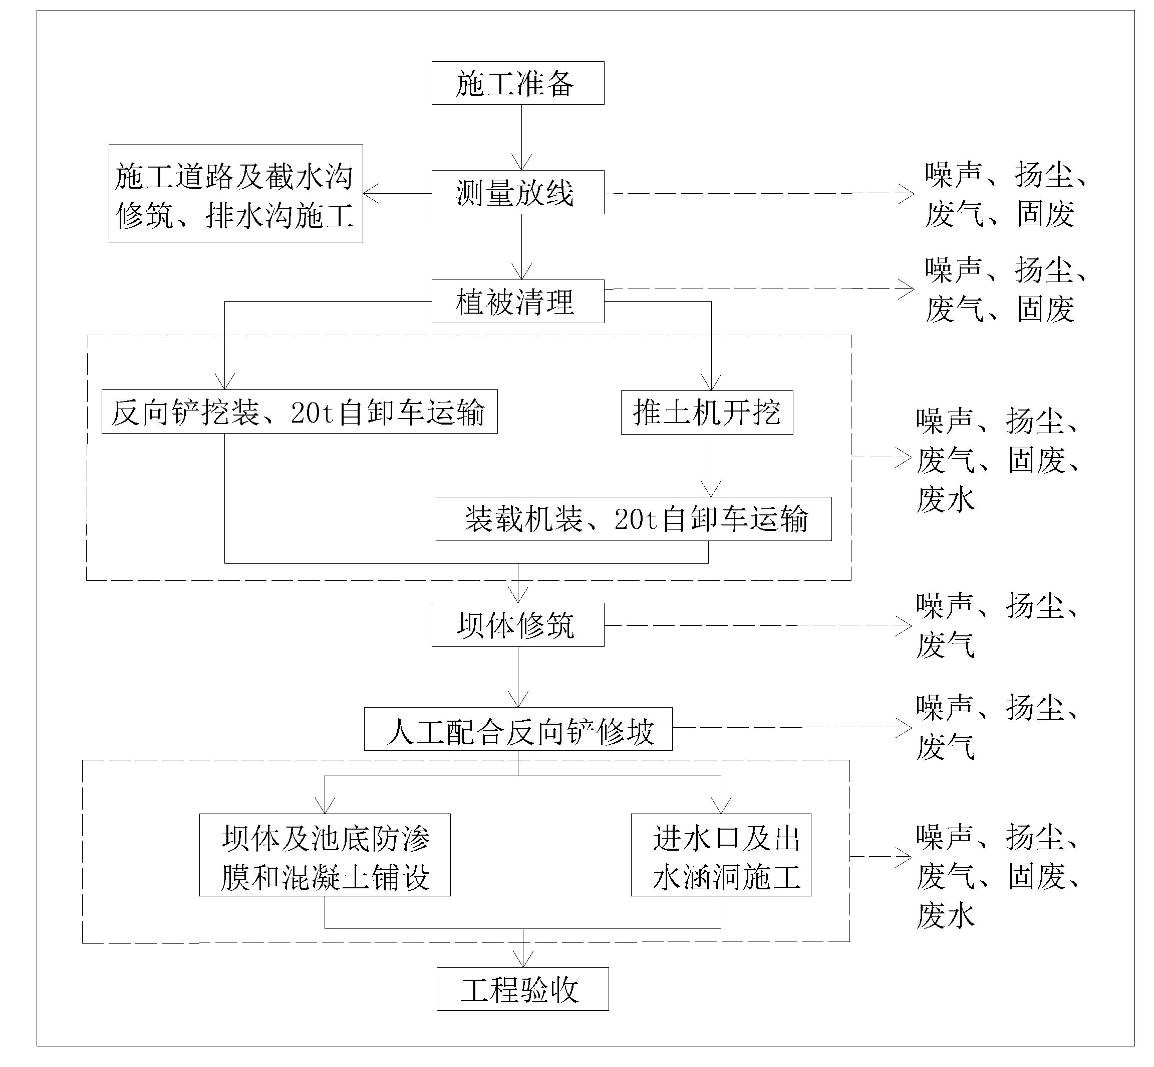 施工准备
施工道路及截水沟
修筑、排水沟施工
测量放线
噪声、扬尘、
废气、固废
植被清理
噪声、扬尘、
废气、固废
反向铲挖装、20t自卸车运输
推土机开挖
噪声、扬尘、
废气、固废、
废水
装载机装、20t自卸车运输
坝体修筑
噪声、扬尘、
废气
人工配合反向铲修坡
噪声、扬尘、
废气
坝体及池底防渗
膜和混凝土铺设
进水口及出
水涵洞施工
噪声、扬尘、
废气、固废、
废水
工程验收